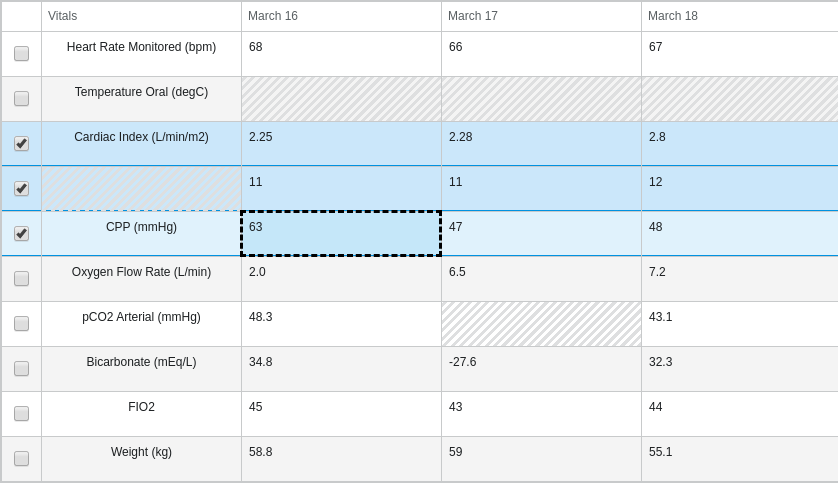 Vitals March 16 March 17 March 18
Heart Rate Monitored (bpm) 68 66 67
Temperature Oral (degC)
Cardiac Index (L/min/m2) 2.25 2.28 2.8
11 11 12
CPP (mmHg) 63 47 48
Oxygen Flow Rate (L/min) 2.0 6.5 7.2
pCO2 Arterial (mmHg) 48.3 43.1
Bicarbonate (mEq/L) 34.8 -27.6 32.3
FIO2 45 43 44
Weight (kg) 58.8 59 55.1